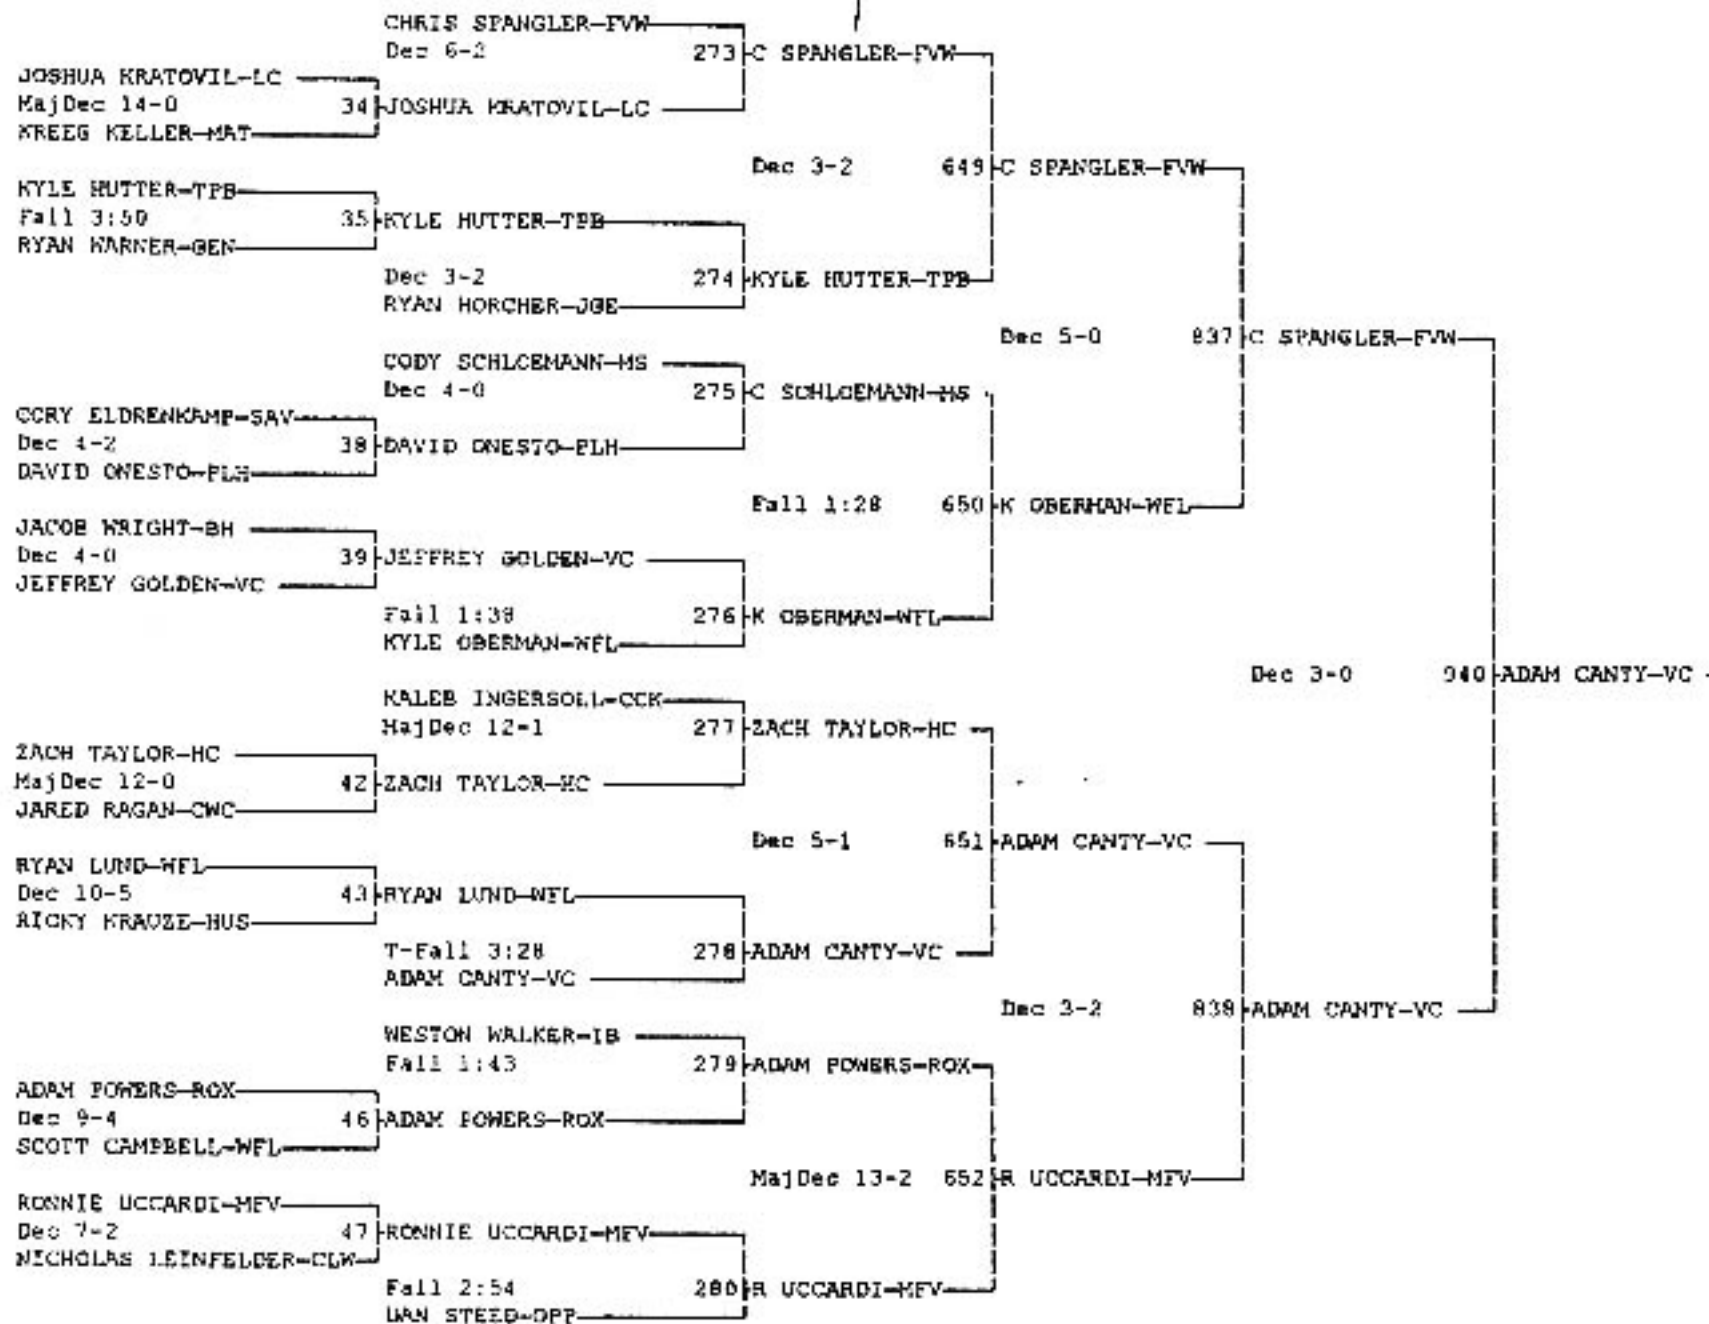 CHRIS SPANGLER-FVW
Dec 6-2 273 C SPANGLER-FVW
JOSHUA KRATOVIL-LC
MajDec 14-0 34 JOSHUA KRATOVIL-LC
KREEG KELLER-MAT
Dec 3-2 649 C SPANGLER-FVW
KYLE HUTTER-TPB
Fall 3:50 35 KYLE HUTTER-TPB
RYAN WARNER-GEN
Dec 3-2 274 KYLE HUTTER-TPB
RYAN HORCHER-JGE
Dec 5-0 837 C SPANGLER-FVW
CODY SCHLOEMANN-MS
Dec 4-0 275 C SCHLOEMANN-MS
CORY ELDRENKAMP-SAV
Dec 4-2 38 DAVID ONESTO-PLH
DAVID ONESTO-PLH
Fall 1:28 650 K OBERMAN-WFL
JACOB WRIGHT-BH
Dec 4-0 39 JEFFREY GOLDEN-VC
JEFFREY GOLDEN-VC
Fall 1:38 276 K OBERMAN-WFL
KYLE OBERMAN-WFL
Dec 3-0 940 ADAM CANTY-VC
KALEB INGERSOLL-CCK
MajDec 12-1 277 ZACH TAYLOR-HC
ZACH TAYLOR-HC
MajDec 12-0 42 ZACH TAYLOR-HC
JARED RAGAN-CWC
Dec 5-1 651 ADAM CANTY-VC
RYAN LUND-WFL
Dec 10-5 43 RYAN LUND-WFL
RICKY KRAUZE-HUS
T-Fall 3:28 278 ADAM CANTY-VC
ADAM CANTY-VC
Dec 3-2 838 ADAM CANTY-VC
WESTON WALKER-IB
Fall 1:43 279 ADAM POWERS-ROX
ADAM POWERS-ROX
Dec 9-4 46 ADAM POWERS-ROX
SCOTT CAMPBELL-WFL
MajDec 13-2 652 R UCCARDI-MFV
RONNIE UCCARDI-MFV
Dec 7-2 47 RONNIE UCCARDI-MFV
NICHOLAS LEINFELDER-CLW
Fall 2:54 280 R UCCARDI-MFV
DAN STEED-OPP